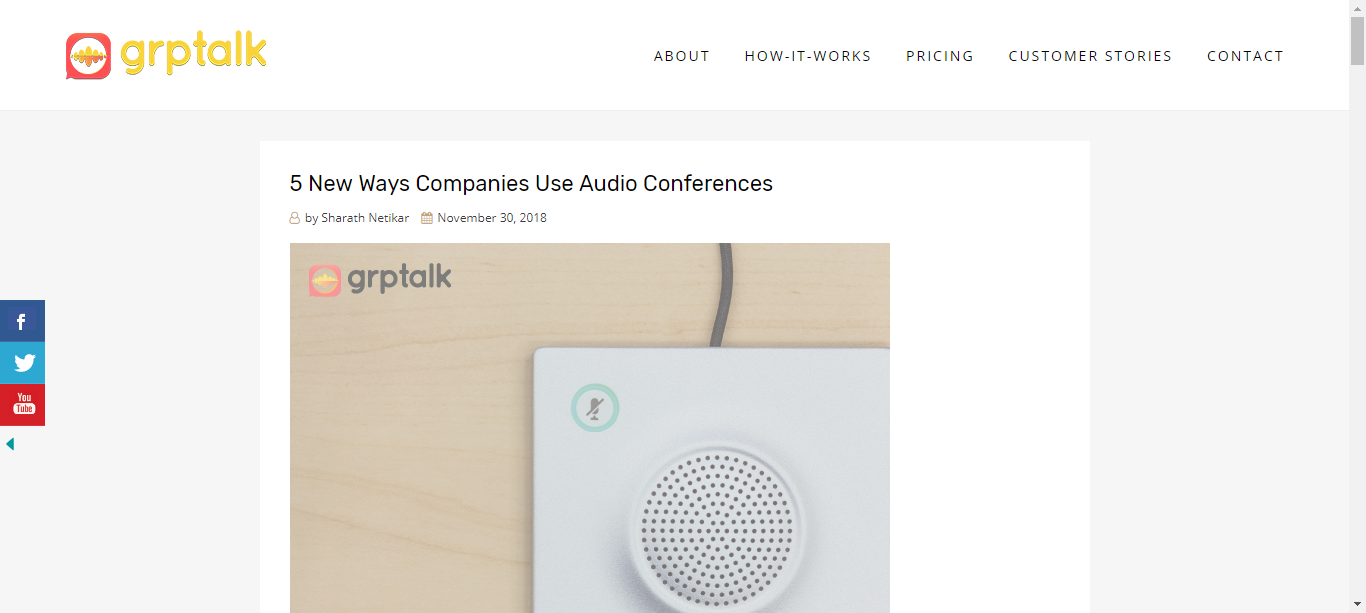 grptalk
ABOUT HOW-IT-WORKS PRICING CUSTOMER STORIES CONTACT
5 New Ways Companies Use Audio Conferences
by Sharath Netikar November 30, 2018
grptalk
f
You
Tube